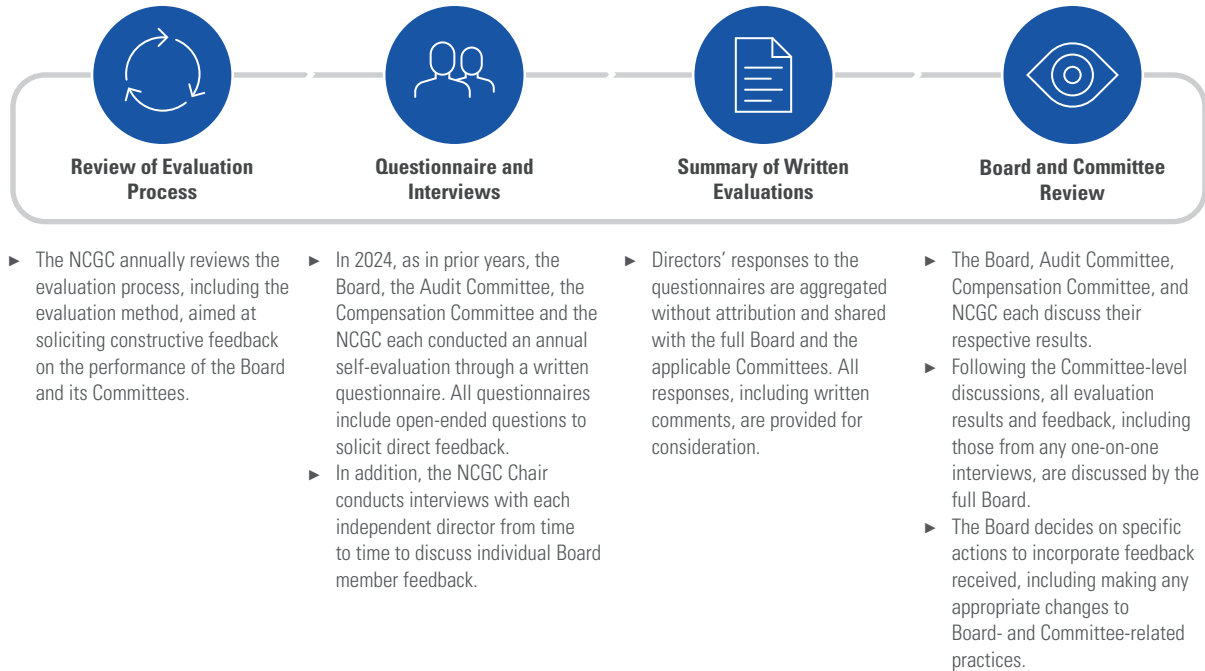 Review of Evaluation
Process
Questionnaire and
Interviews
Summary of Written
Evaluations
Board and Committee
Review
► The NCGC annually reviews the
evaluation process, including the
evaluation method, aimed at
soliciting constructive feedback
on the performance of the Board
and its Committees.
► In 2024, as in prior years, the
Board, the Audit Committee, the
Compensation Committee and the
NCGC each conducted an annual
self-evaluation through a written
questionnaire. All questionnaires
include open-ended questions to
solicit direct feedback.
► In addition, the NCGC Chair
conducts interviews with each
independent director from time
to time to discuss individual Board
member feedback.
► Directors’ responses to the
questionnaires are aggregated
without attribution and shared
with the full Board and the
applicable Committees. All
responses, including written
comments, are provided for
consideration.
► The Board, Audit Committee,
Compensation Committee, and
NCGC each discuss their
respective results.
► Following the Committee-level
discussions, all evaluation
results and feedback, including
those from any one-on-one
interviews, are discussed by the
full Board.
► The Board decides on specific
actions to incorporate feedback
received, including making any
appropriate changes to
Board- and Committee-related
practices.